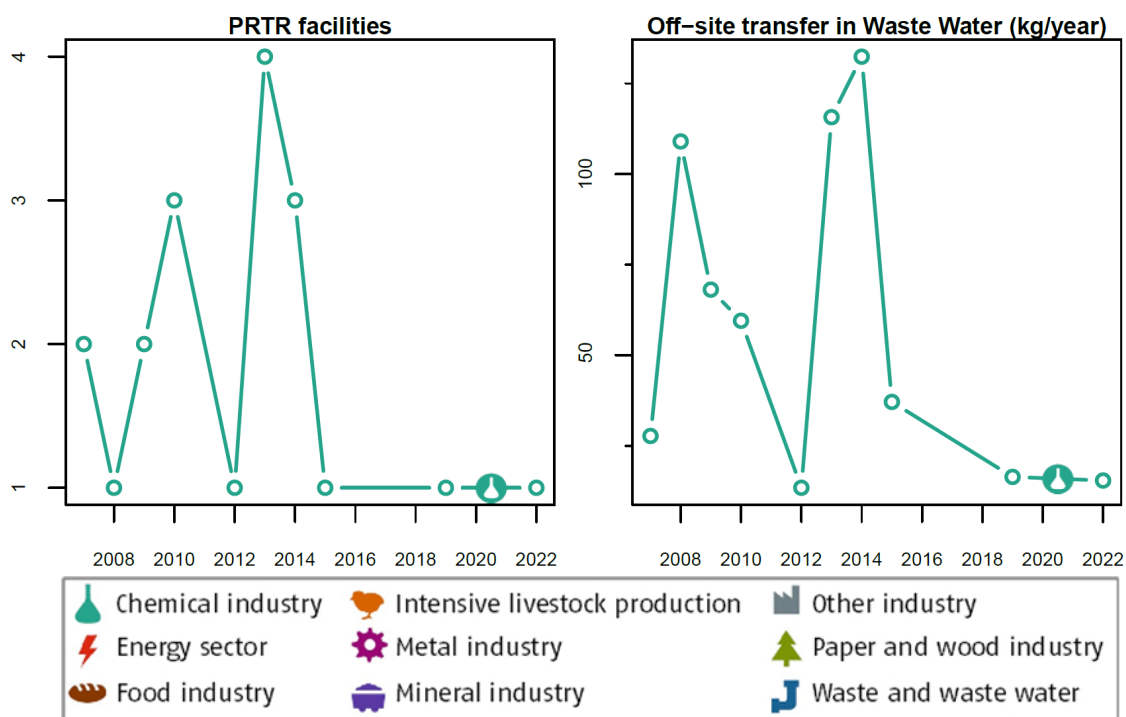 PRTR facilities
4
3
2
1
2008 2010 2012 2014 2016 2018 2020 2022
Off−site transfer in Waste Water (kg/year)
100
50
2008 2010 2012 2014 2016 2018 2020 2022
Chemical industry Intensive livestock production Other industry
Energy sector Metal industry Paper and wood industry
Food industry Mineral industry Waste and waste water